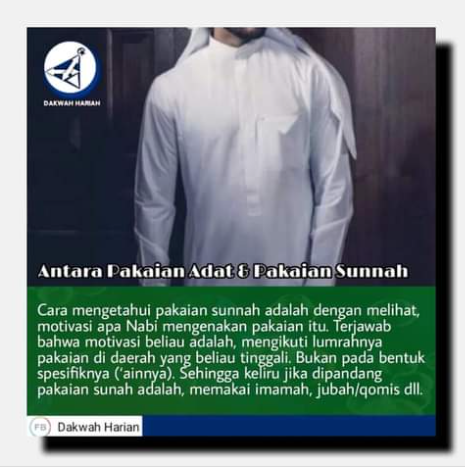 DAKWAH HARIAH
Antara Pakaian Adat & Pakaian Sunnah
Cara mengetahui pakaian sunnah adalah dengan melihat,
motivasi apa Nabi mengenakan pakaian itu. Terjawab
bahwa motivasi beliau adalah, mengikuti lumrahnya
pakaian di daerah yang beliau tinggali. Bukan pada bentuk
spesifiknya ('ainnya). Sehingga keliru jika dipandang
pakaian sunah adalah, memakai imamah, jubah/qomis dll.
FB Dakwah Harian